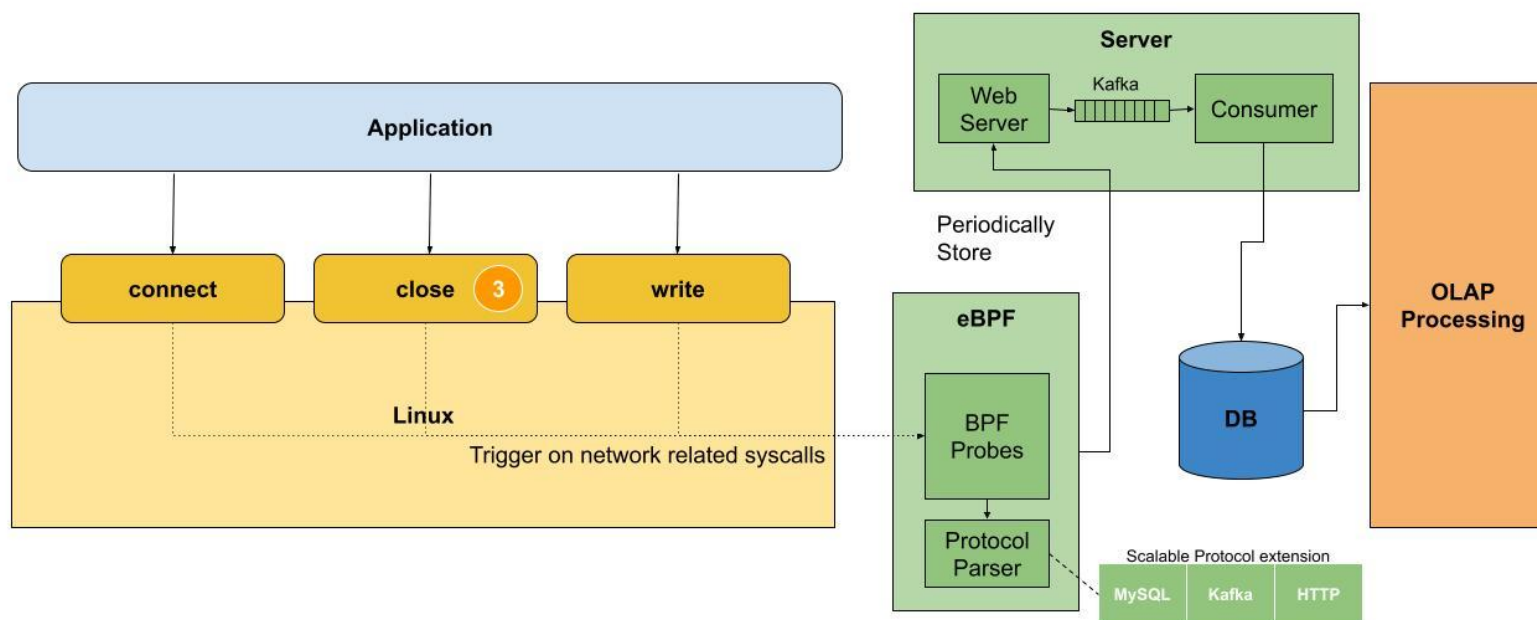 Server
Kafka
Web
Server
Consumer
Application
Periodically
Store
connect
close
3
write
OLAP
Processing
eBPF
Linux
BPF
Probes
DB
Trigger on network related syscalls
Protocol
Parser
Scalable Protocol extension
MySQL
Kafka
HTTP